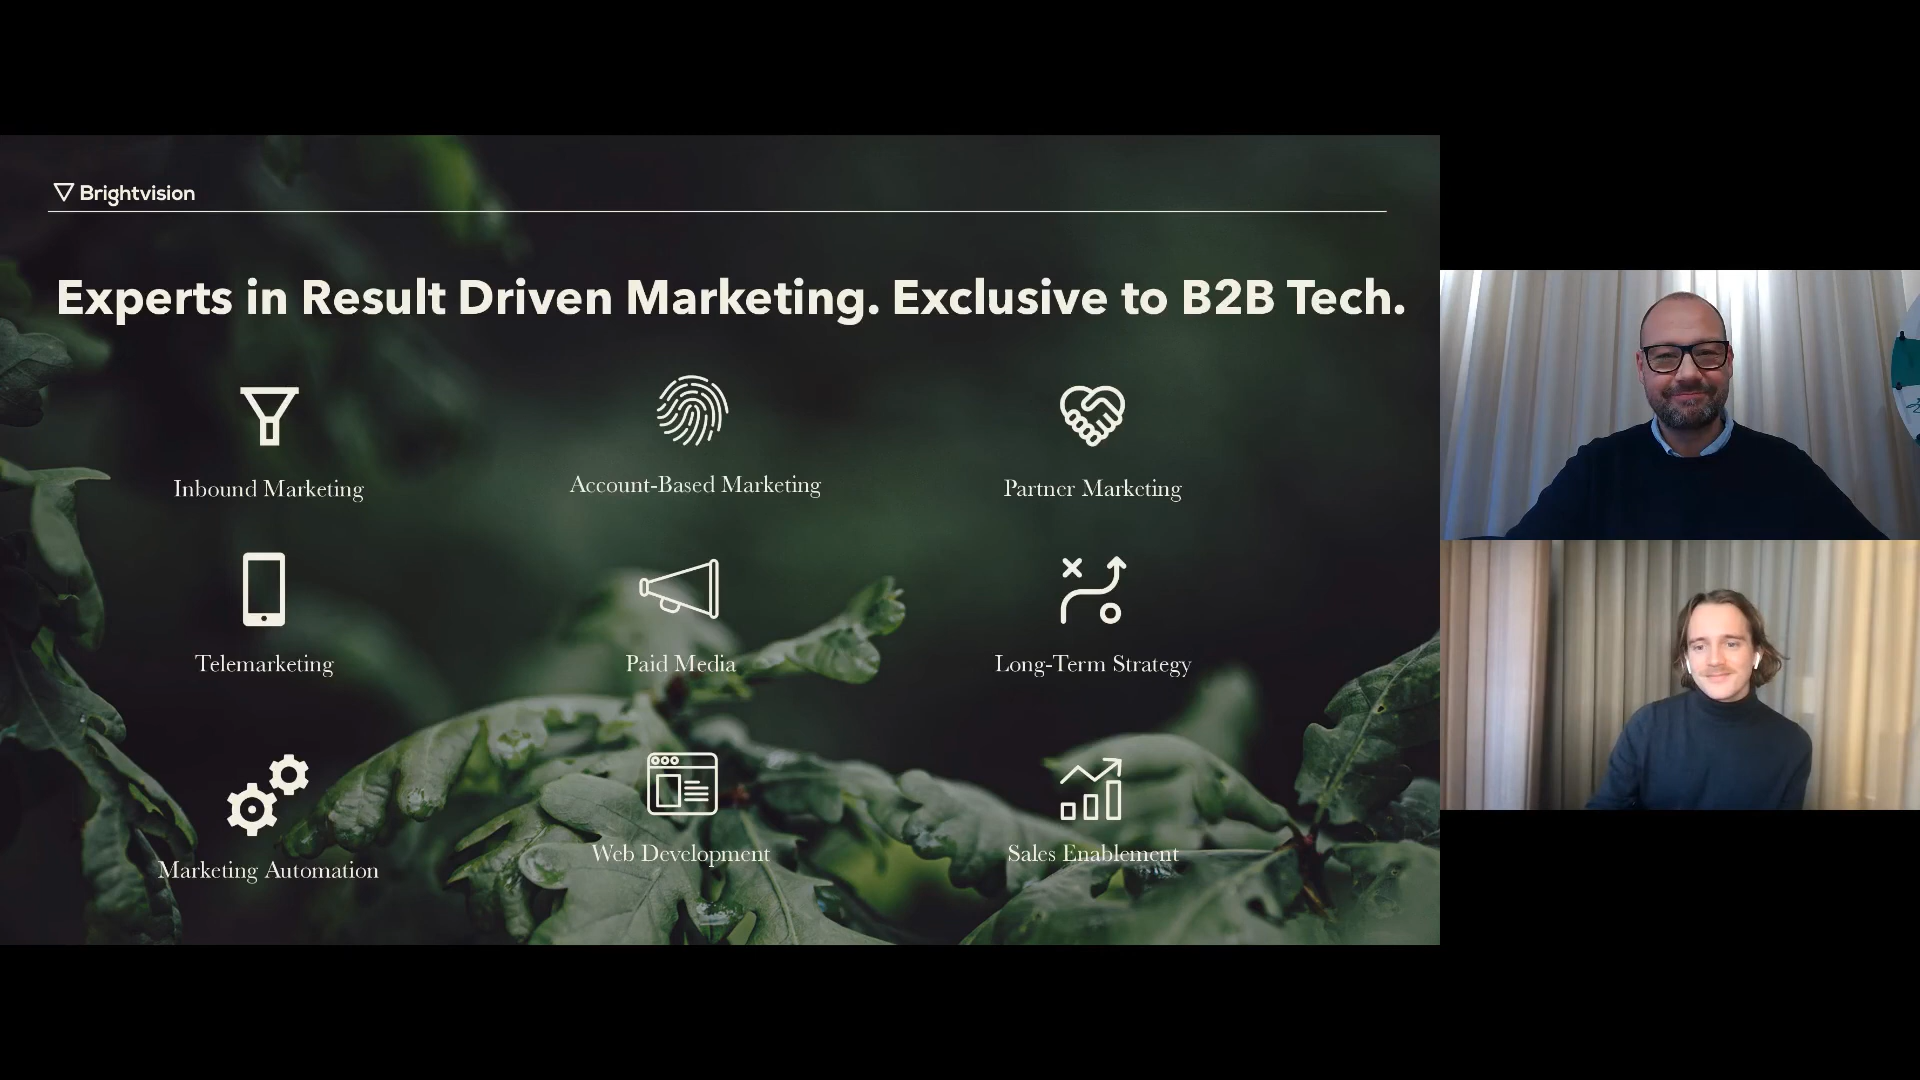 Brightvision
Experts in Result Driven Marketing. Exclusive to B2B Tech.
Inbound Marketing
Account-Based Marketing
Partner Marketing
Telemarketing
Paid Media
Long-Term Strategy
Marketing Automation
Web Development
Sales Enablement